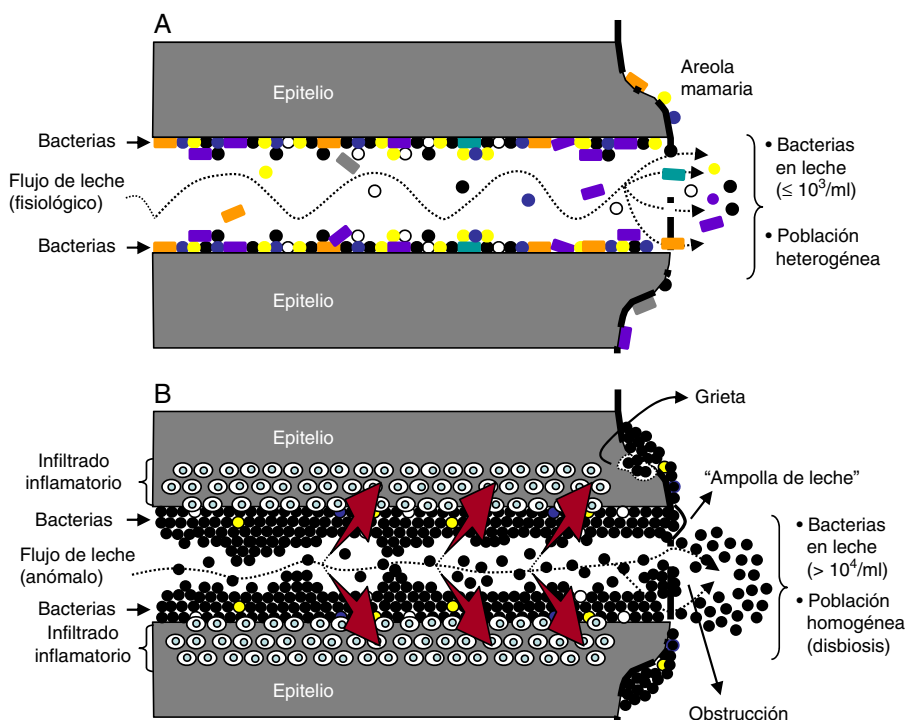 A
Epitelio
Areola
mamaria
Bacterias
Flujo de leche
(fisiológico)
Bacterias
• Bacterias
en leche
(≤ 10³/ml)
• Población
heterogénea
Epitelio
B
Grieta
Epitelio
Infiltrado
inflamatorio
“Ampolla de leche”
Bacterias
Flujo de leche
(anómalo)
Bacterias
Infiltrado
inflamatorio
• Bacterias
en leche
(> 10⁴/ml)
• Población
homogénea
(disbiosis)
Epitelio
Obstrucción